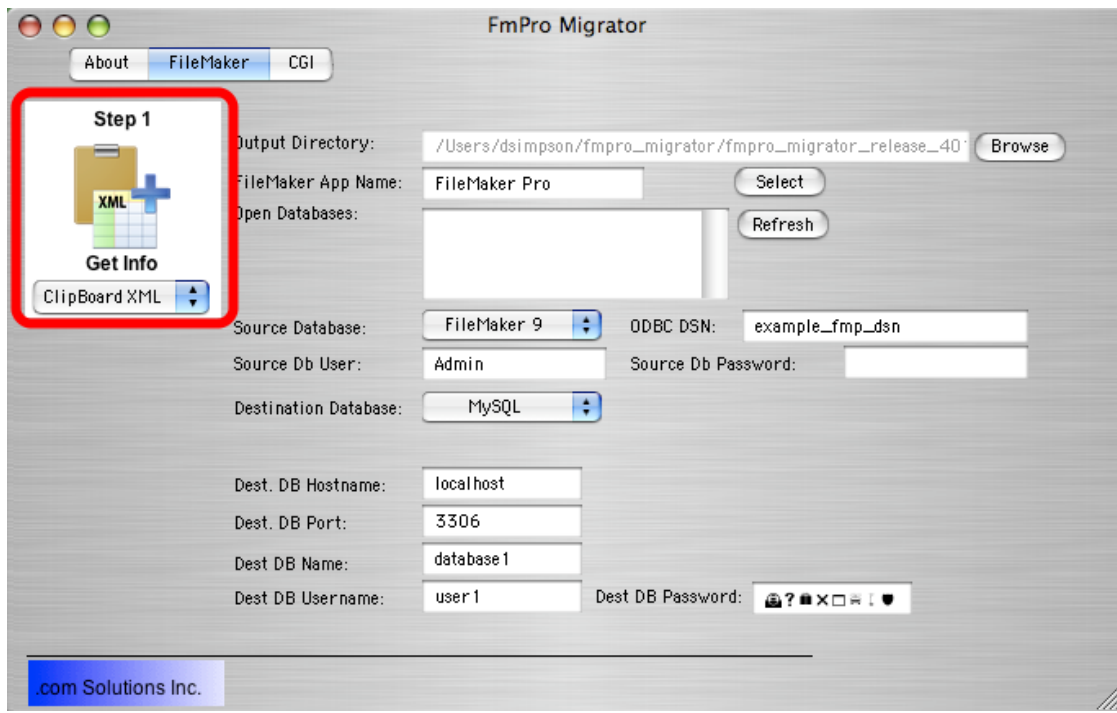 FmPro Migrator
About FileMaker CGI
Step 1
XML
Get Info
ClipBoard XML
Output Directory: /Users/dsimpson/fmpro_migrator/fmpro_migrator_release_40 Browse
FileMaker App Name: FileMaker Pro Select
Open Databases: Refresh
Source Database: FileMaker 9 ODBC DSN: example_fmp_dsn
Source Db User: Admin Source Db Password:
Destination Database: MySQL
Dest. DB Hostname: localhost
Dest. DB Port: 3306
Dest DB Name: database1
Dest DB Username: user1 Dest DB Password:
.com Solutions Inc.